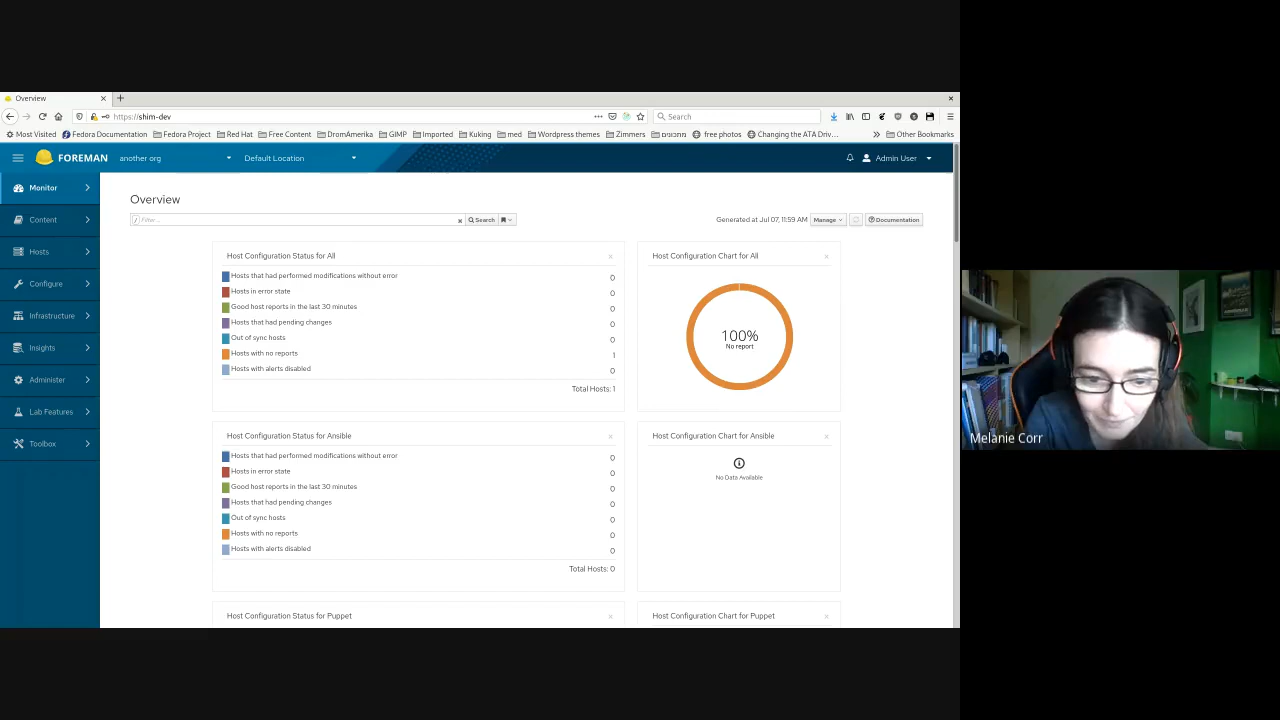 Overview
https://shim-dev
Search
Most Visited Fedora Documentation Fedora Project Red Hat Free Content DromAmerika GIMP Imported Kuking med Wordpress themes Zimmers מתכונים free photos Changing the ATA Driv... Other Bookmarks
FOREMAN another org Default Location Admin User
Monitor
Content
Hosts
Configure
Infrastructure
Insights
Administer
Lab Features
Toolbox
Overview
Filter ... Search Generated at Jul 07, 11:59 AM Manage Documentation
Host Configuration Status for All
Hosts that had performed modifications without error 0
Hosts in error state 0
Good host reports in the last 30 minutes 0
Hosts that had pending changes 0
Out of sync hosts 0
Hosts with no reports 1
Hosts with alerts disabled 0
Total Hosts: 1
Host Configuration Chart for All
100%
No report
Host Configuration Status for Ansible
Hosts that had performed modifications without error 0
Hosts in error state 0
Good host reports in the last 30 minutes 0
Hosts that had pending changes 0
Out of sync hosts 0
Hosts with no reports 0
Hosts with alerts disabled 0
Total Hosts: 0
Host Configuration Chart for Ansible
No Data Available
Host Configuration Status for Puppet
Host Configuration Chart for Puppet
Melanie Corr